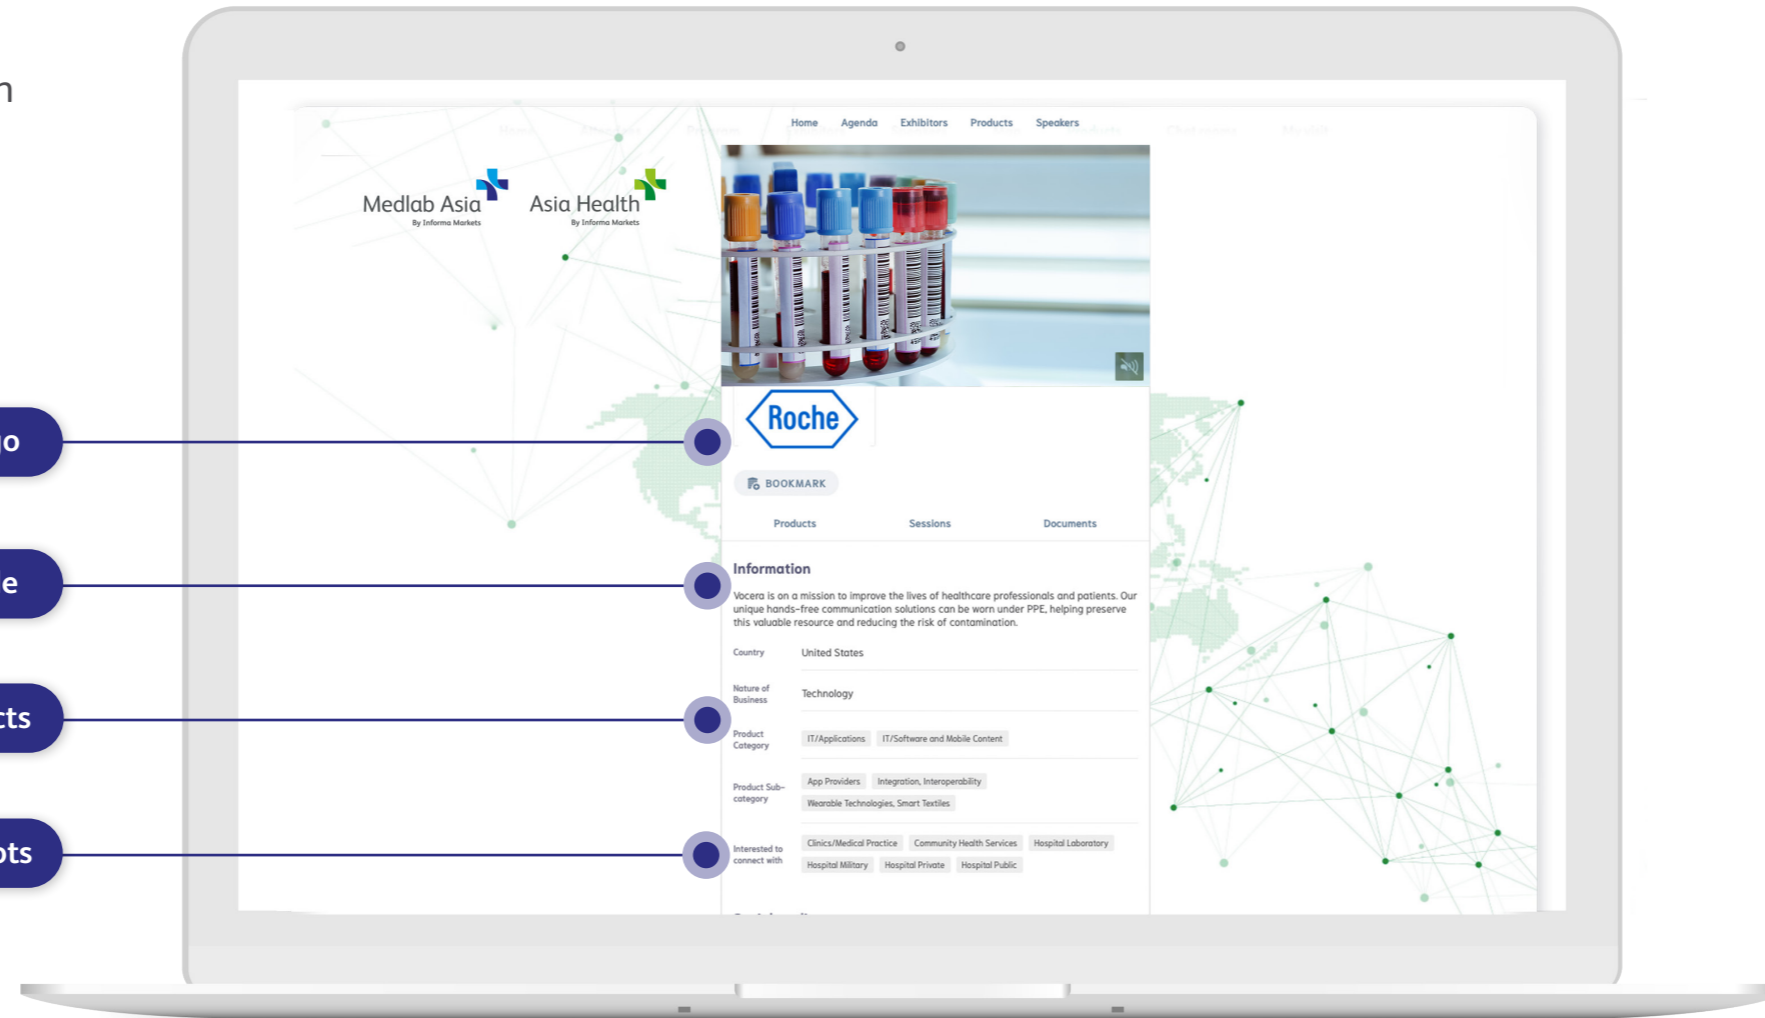 n
Home Agenda Exhibitors Products Speakers
Medlab Asia
By Informa Markets
Asia Health
By Informa Markets
Roche
go
BOOKMARK
Products Sessions Documents
Information
le
Vocera is on a mission to improve the lives of healthcare professionals and patients. Our
unique hands-free communication solutions can be worn under PPE, helping preserve
this valuable resource and reducing the risk of contamination.
Country United States
Nature of
Business
Technology
cts
Product
Category
IT/Applications IT/Software and Mobile Content
Product Sub-
category
App Providers Integration, Interoperability
Wearable Technologies, Smart Textiles
ots
Interested to
connect with
Clinics/Medical Practice Community Health Services Hospital Laboratory
Hospital Military Hospital Private Hospital Public